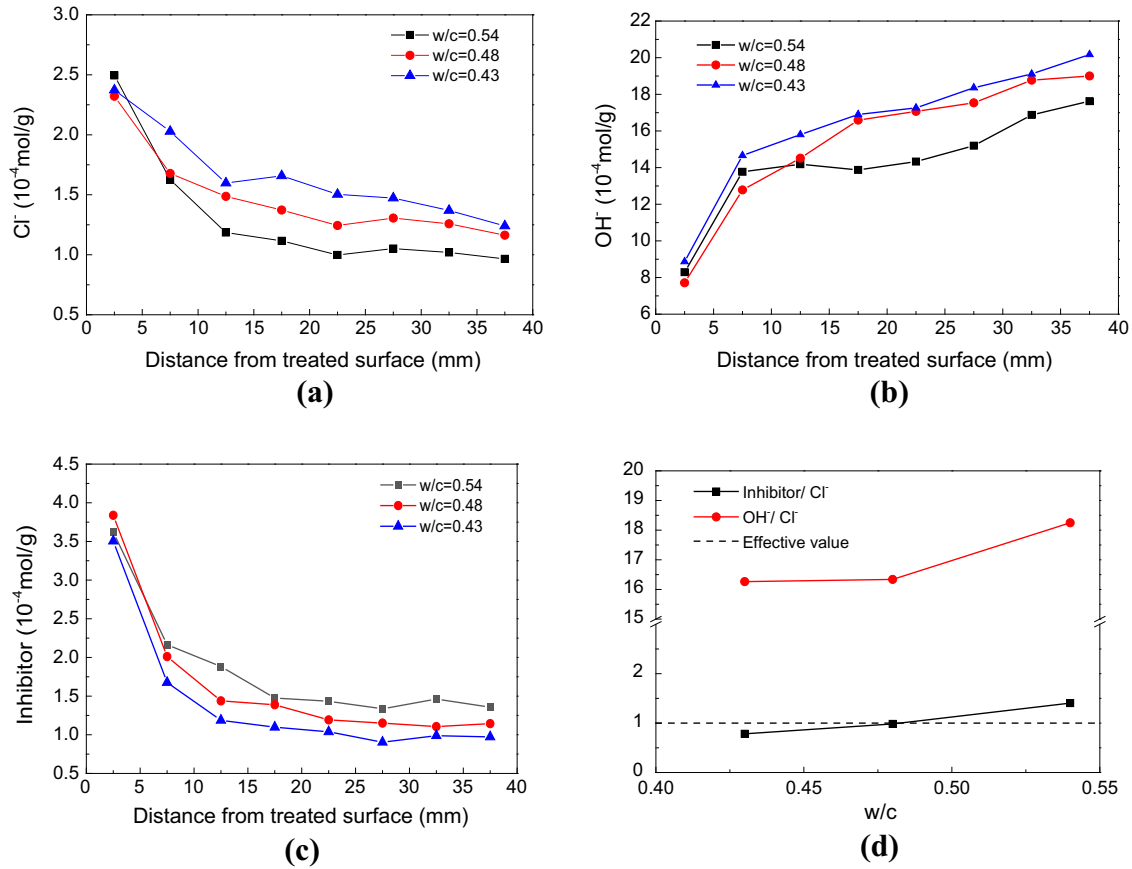 3.0
2.5
2.0
1.5
1.0
0.5
Cl⁻ (10⁻⁴mol/g)
w/c=0.54
w/c=0.48
w/c=0.43
0 5 10 15 20 25 30 35 40
Distance from treated surface (mm)
(a)
22
20
18
16
14
12
10
8
6
OH⁻ (10⁻⁴mol/g)
w/c=0.54
w/c=0.48
w/c=0.43
0 5 10 15 20 25 30 35 40
Distance from treated surface (mm)
(b)
4.5
4.0
3.5
3.0
2.5
2.0
1.5
1.0
0.5
Inhibitor (10⁻⁴mol/g)
w/c=0.54
w/c=0.48
w/c=0.43
0 5 10 15 20 25 30 35 40
Distance from treated surface (mm)
(c)
20
19
18
17
16
15
2
1
0
Inhibitor/ Cl⁻
OH⁻/ Cl⁻
Effective value
0.40 0.45 0.50 0.55
w/c
(d)